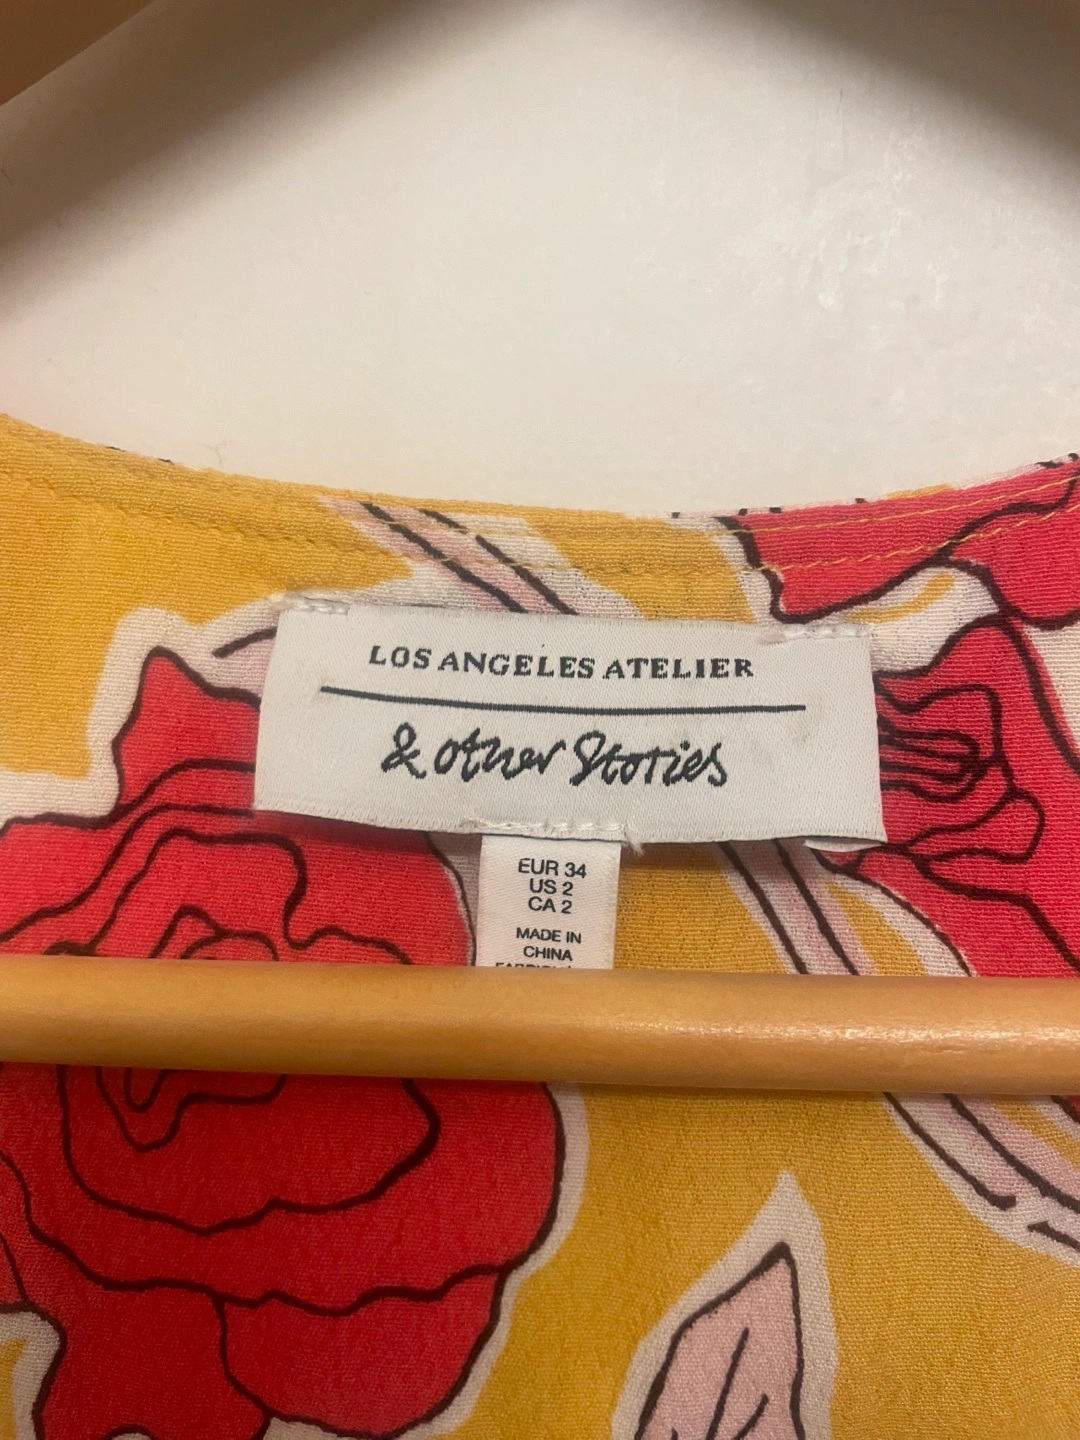 LOS ANGELES ATELIER
& other Stories
EUR 34
US 2
CA 2
MADE IN
CHINA